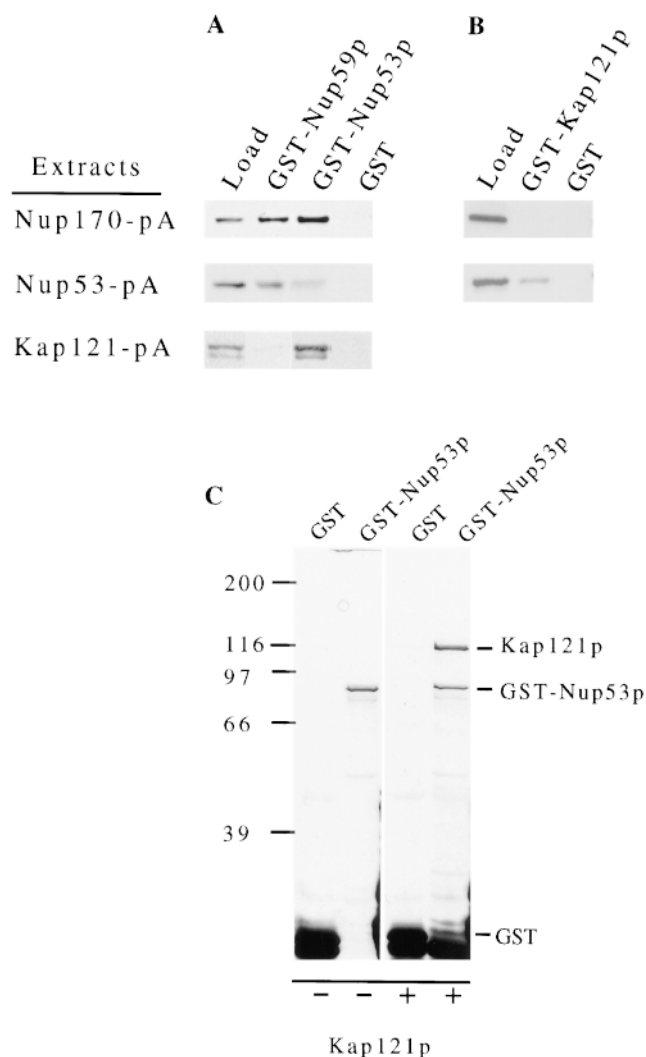 A
B
Load
GST-Nup59p
GST-Nup53p
GST
Load
GST-Kap121p
GST
Extracts
Nup170-pA
Nup53-pA
Kap121-pA
C
GST
GST-Nup53p
GST
GST-Nup53p
200
116
97
66
39
Kap121p
GST-Nup53p
GST
- - + +
Kap121p